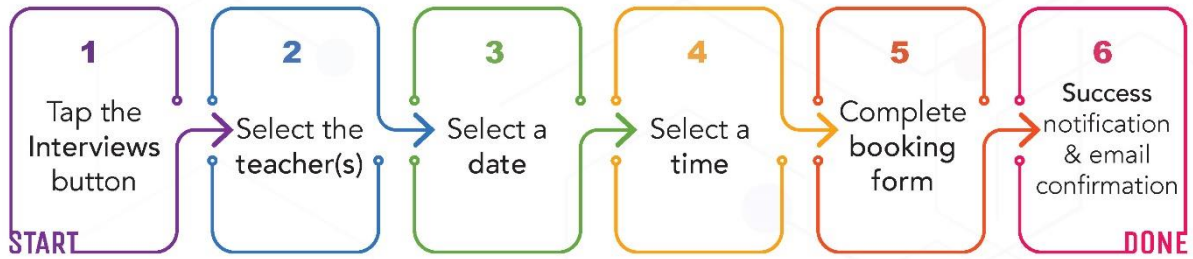 1
Tap the
Interviews
button
START
2
Select the
teacher(s)
3
Select a
date
4
Select a
time
5
Complete
booking
form
6
Success
notification
& email
confirmation
DONE